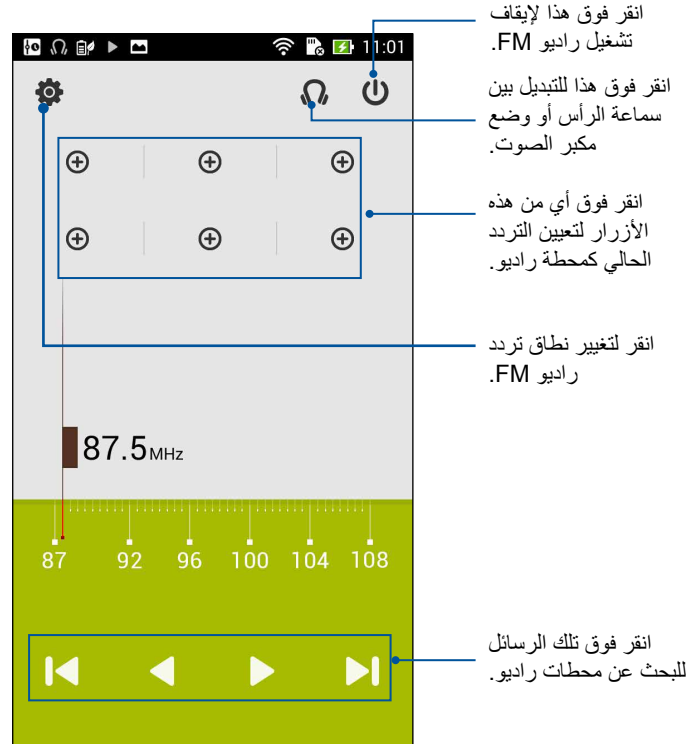 انقر فوق هذا لإيقاف
تشغيل راديو FM.
11:01
انقر فوق هذا للتبديل بين
سماعة الرأس أو وضع
مكبر الصوت.
انقر فوق أي من هذه
الأزرار لتعيين التردد
الحالي كمحطة راديو.
انقر لتغيير نطاق تردد
راديو FM.
87.5 MHz
87 92 96 100 104 108
انقر فوق تلك الرسائل
للبحث عن محطات راديو.